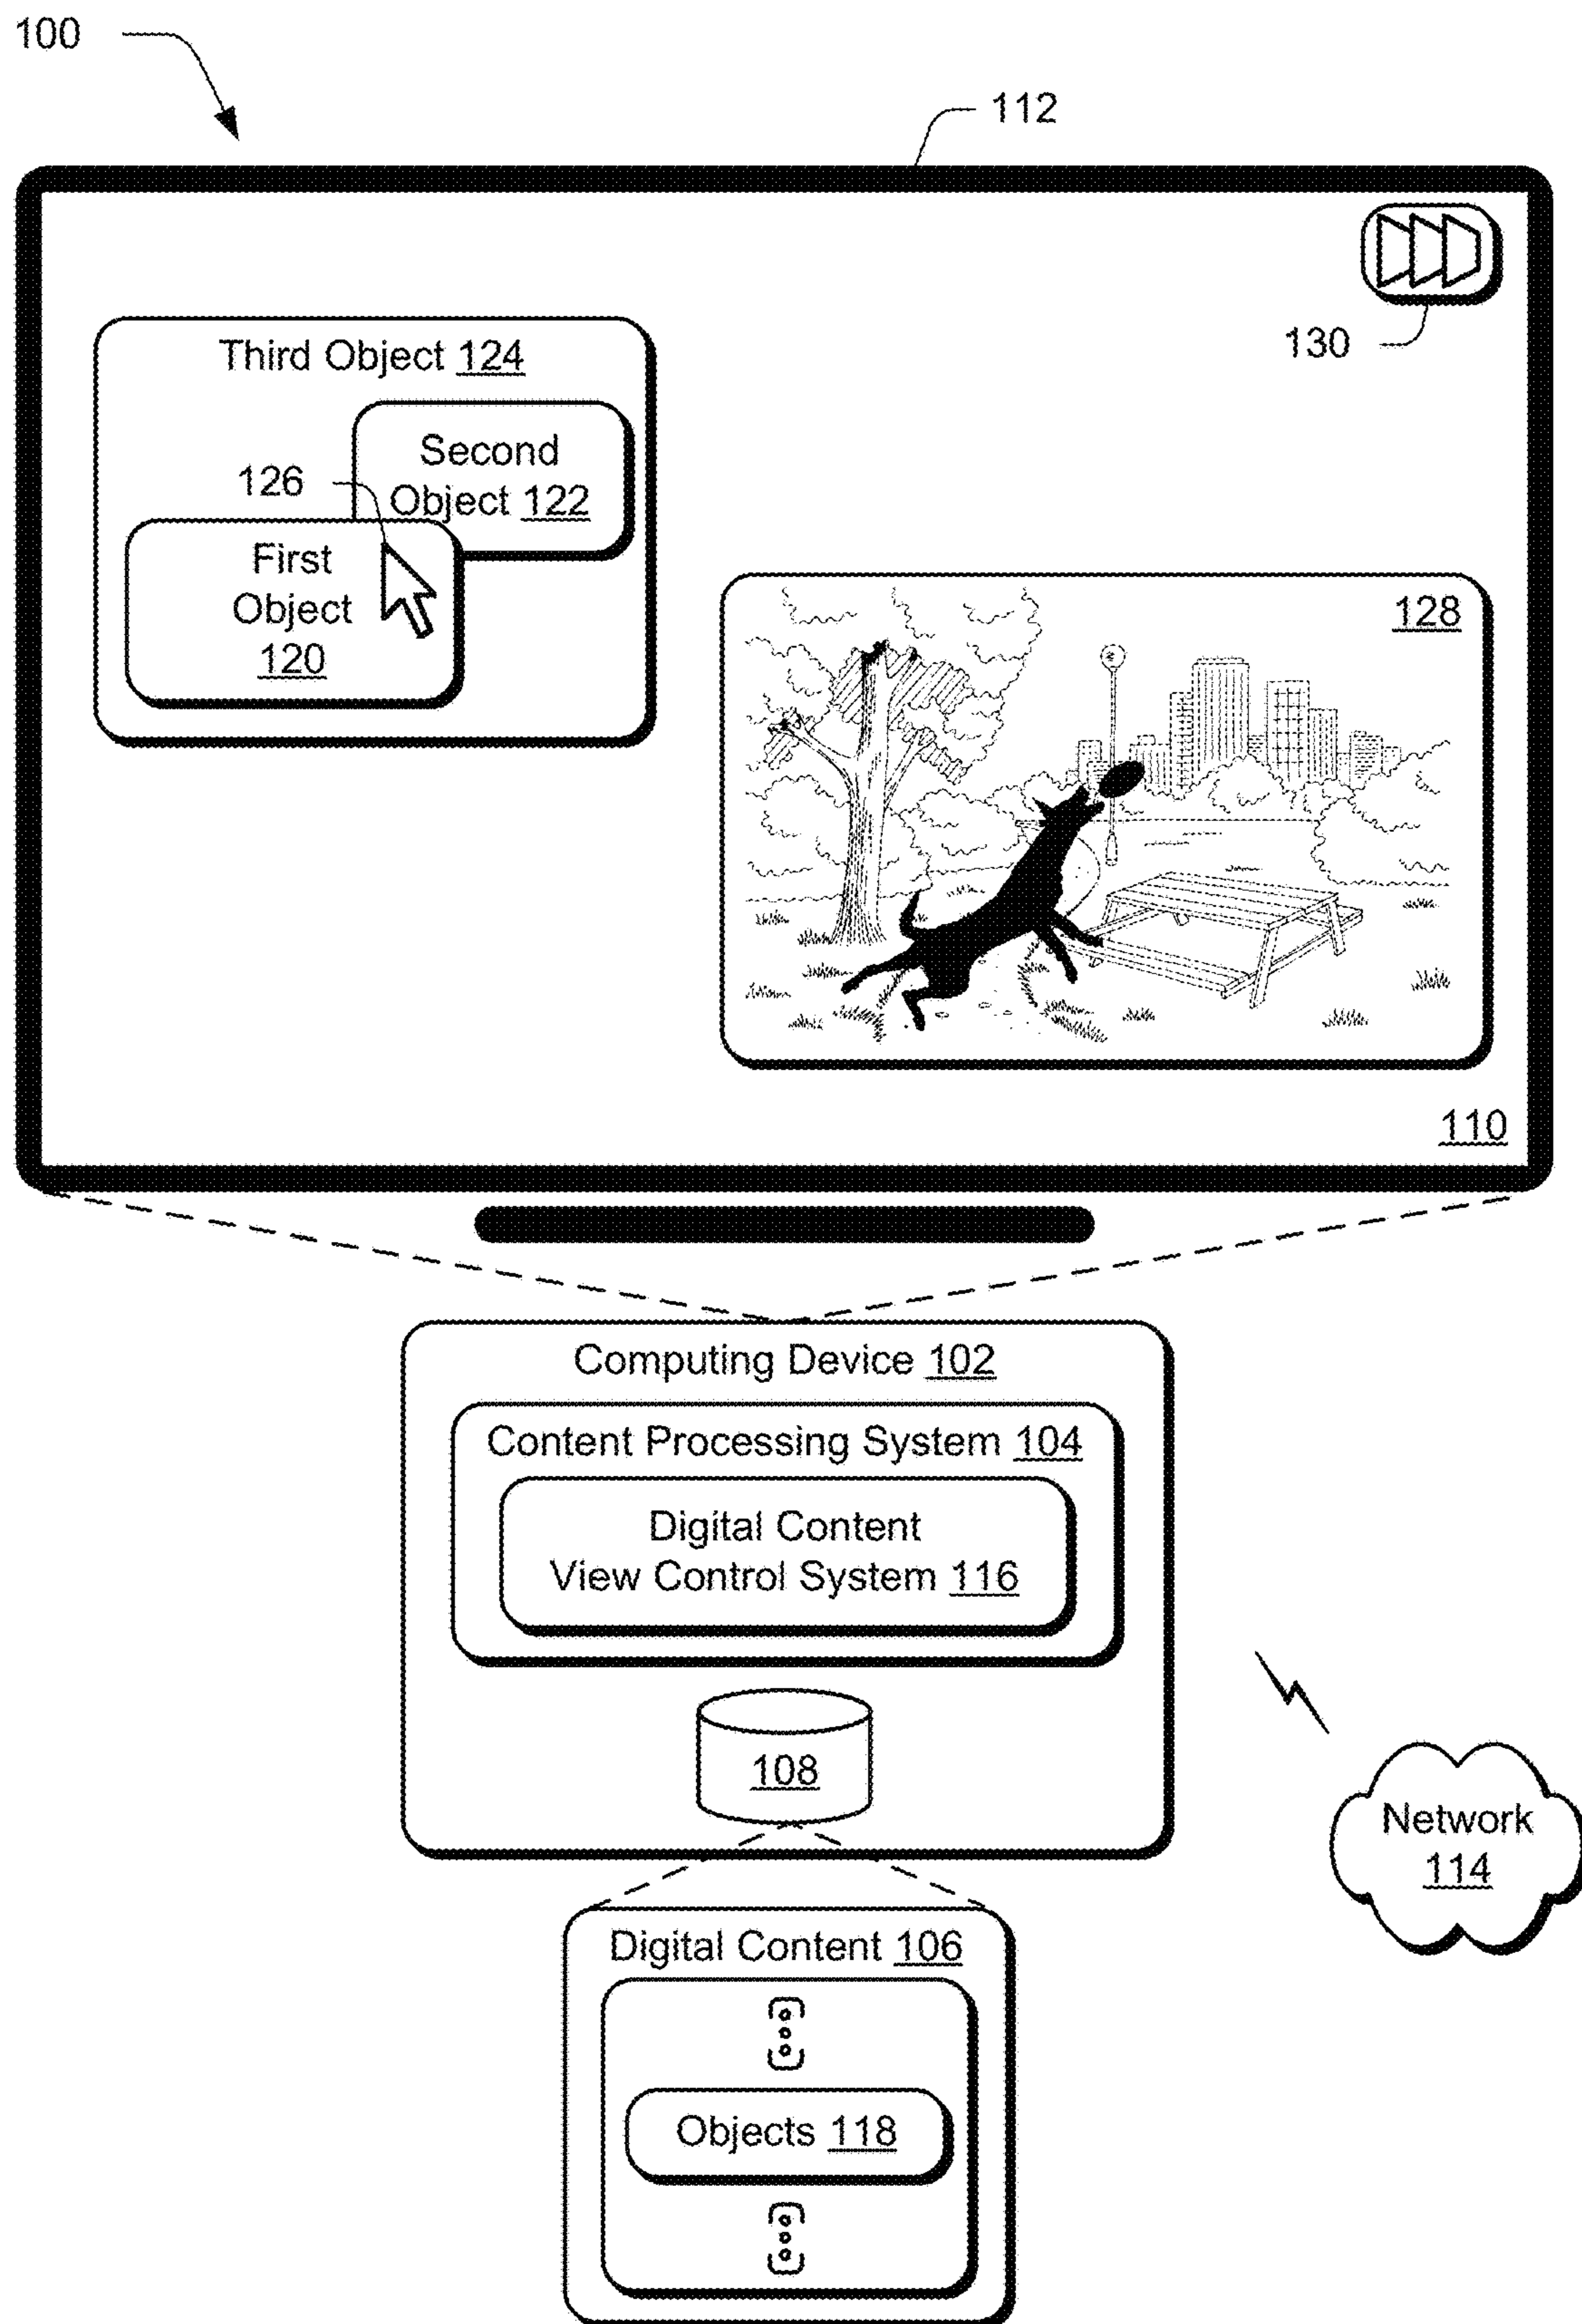 100
112
130
Third Object 124
Second
Object 122
126
First
Object
120
128
110
Computing Device 102
Content Processing System 104
Digital Content
View Control System 116
108
Network
114
Digital Content 106
Objects 118